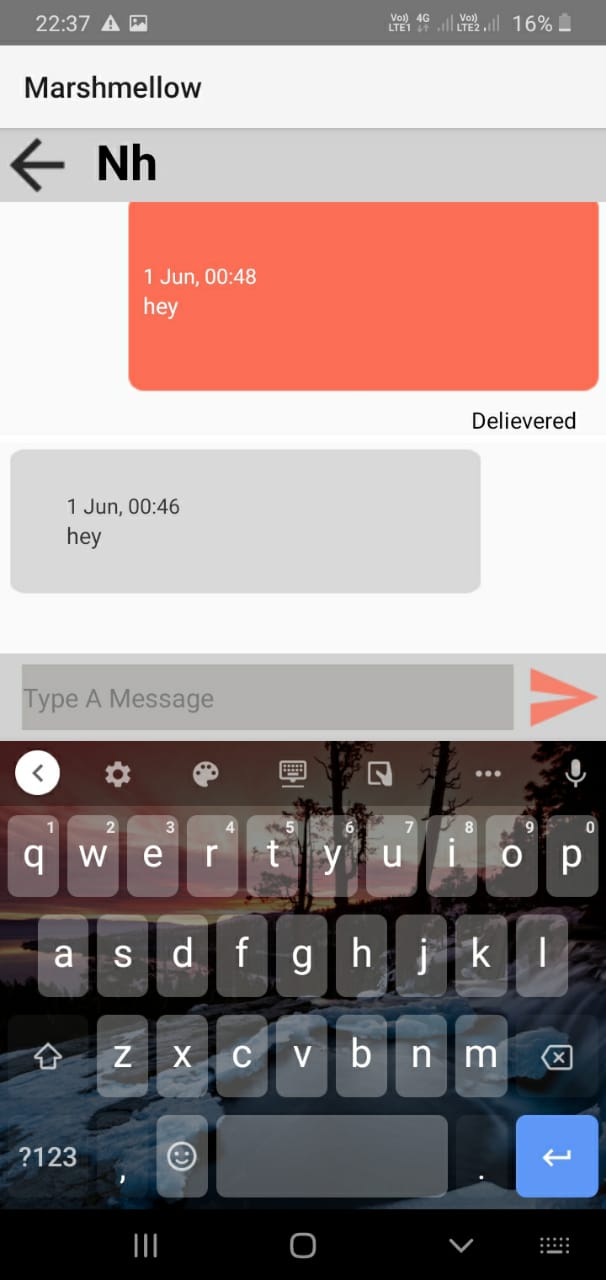 22:37 Vo) 4G LTE1 Vo) LTE2 16%
Marshmellow
Nh
1 Jun, 00:48
hey
Delievered
1 Jun, 00:46
hey
Type A Message
1 2 3 4 5 6 7 8 9 0
q w e r t y u i o p
a s d f g h j k l
z x c v b n m
?123 , .